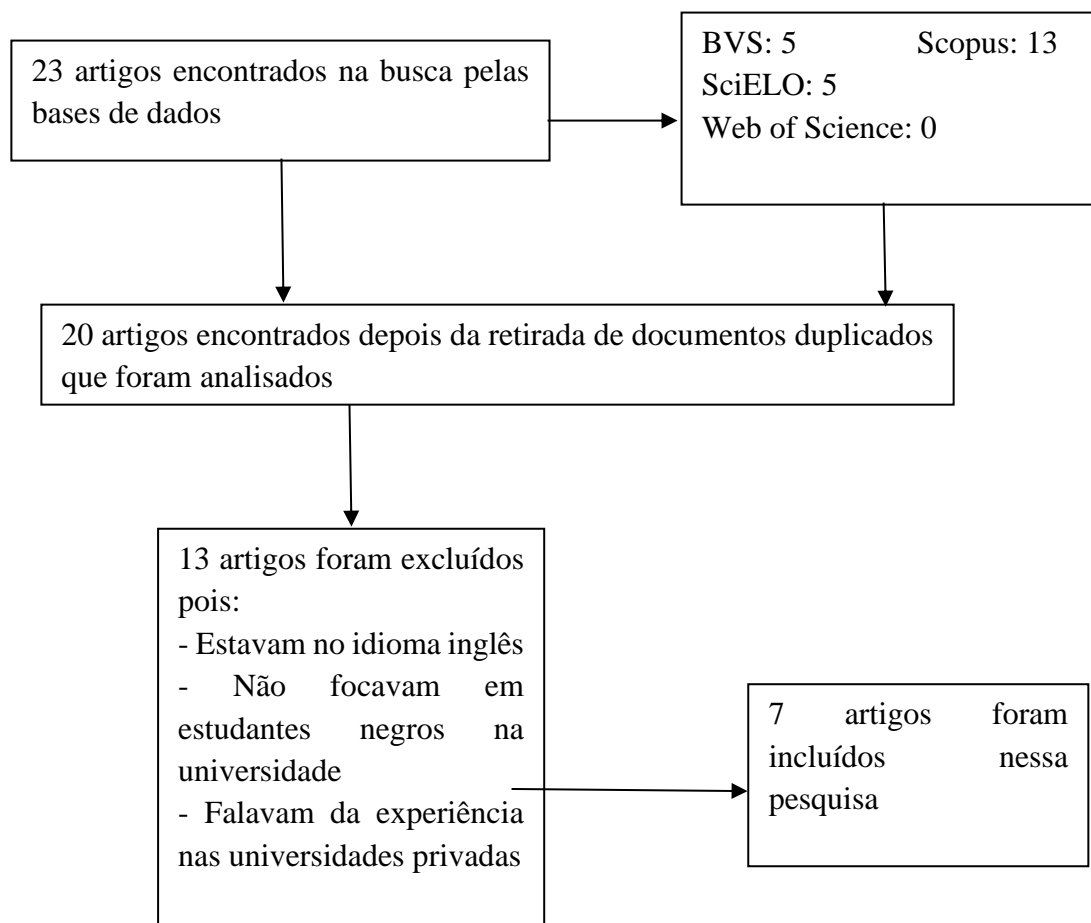 23 artigos encontrados na busca pelas
bases de dados
BVS: 5 Scopus: 13
SciELO: 5
Web of Science: 0
20 artigos encontrados depois da retirada de documentos duplicados
que foram analisados
13 artigos foram excluídos
pois:
- Estavam no idioma inglês
- Não focavam em
estudantes negros na
universidade
- Falavam da experiência
nas universidades privadas
7 artigos foram
incluídos nessa
pesquisa